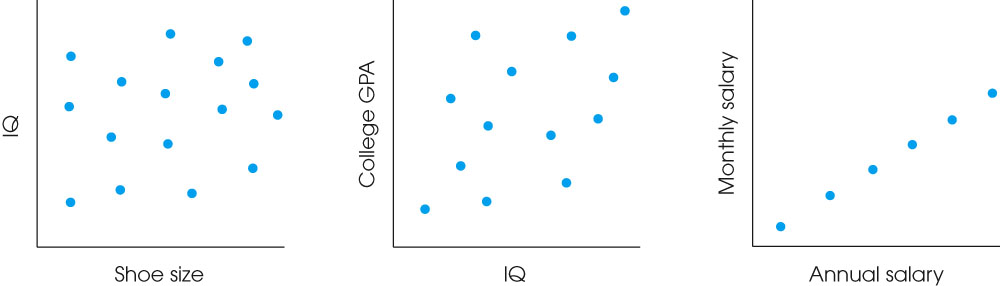 IQ
Shoe size
College GPA
IQ
Monthly salary
Annual salary